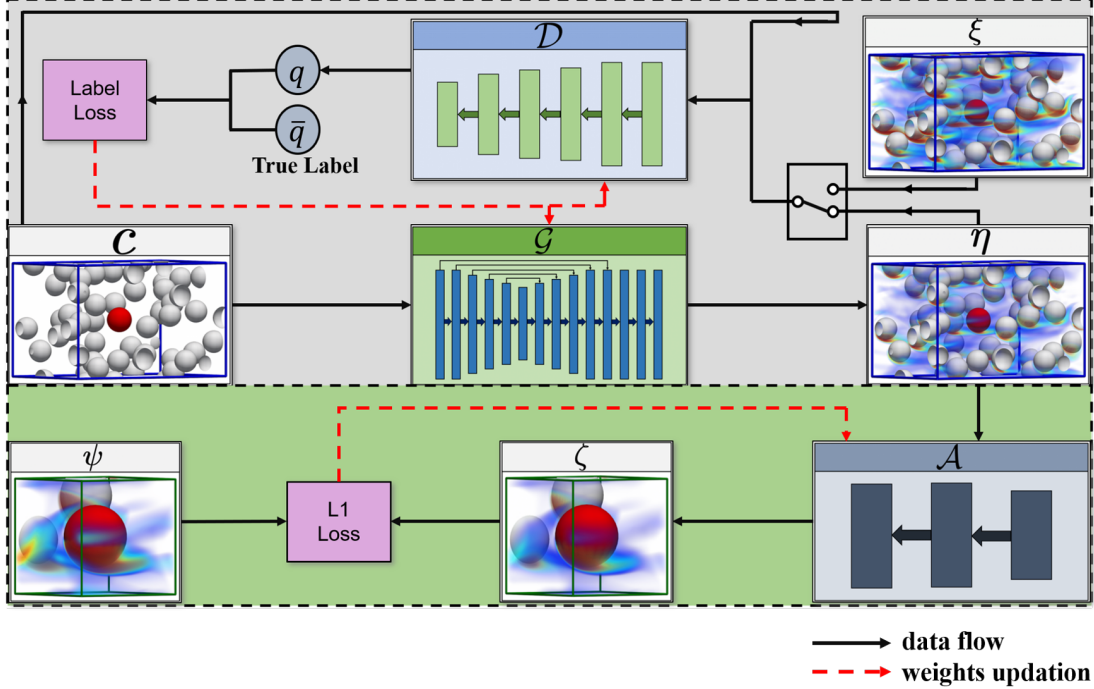 𝒟
ξ
Label
Loss
q
q̄
True Label
C
𝒢
η
ψ
L1
Loss
ζ
𝒜
data flow
weights updation